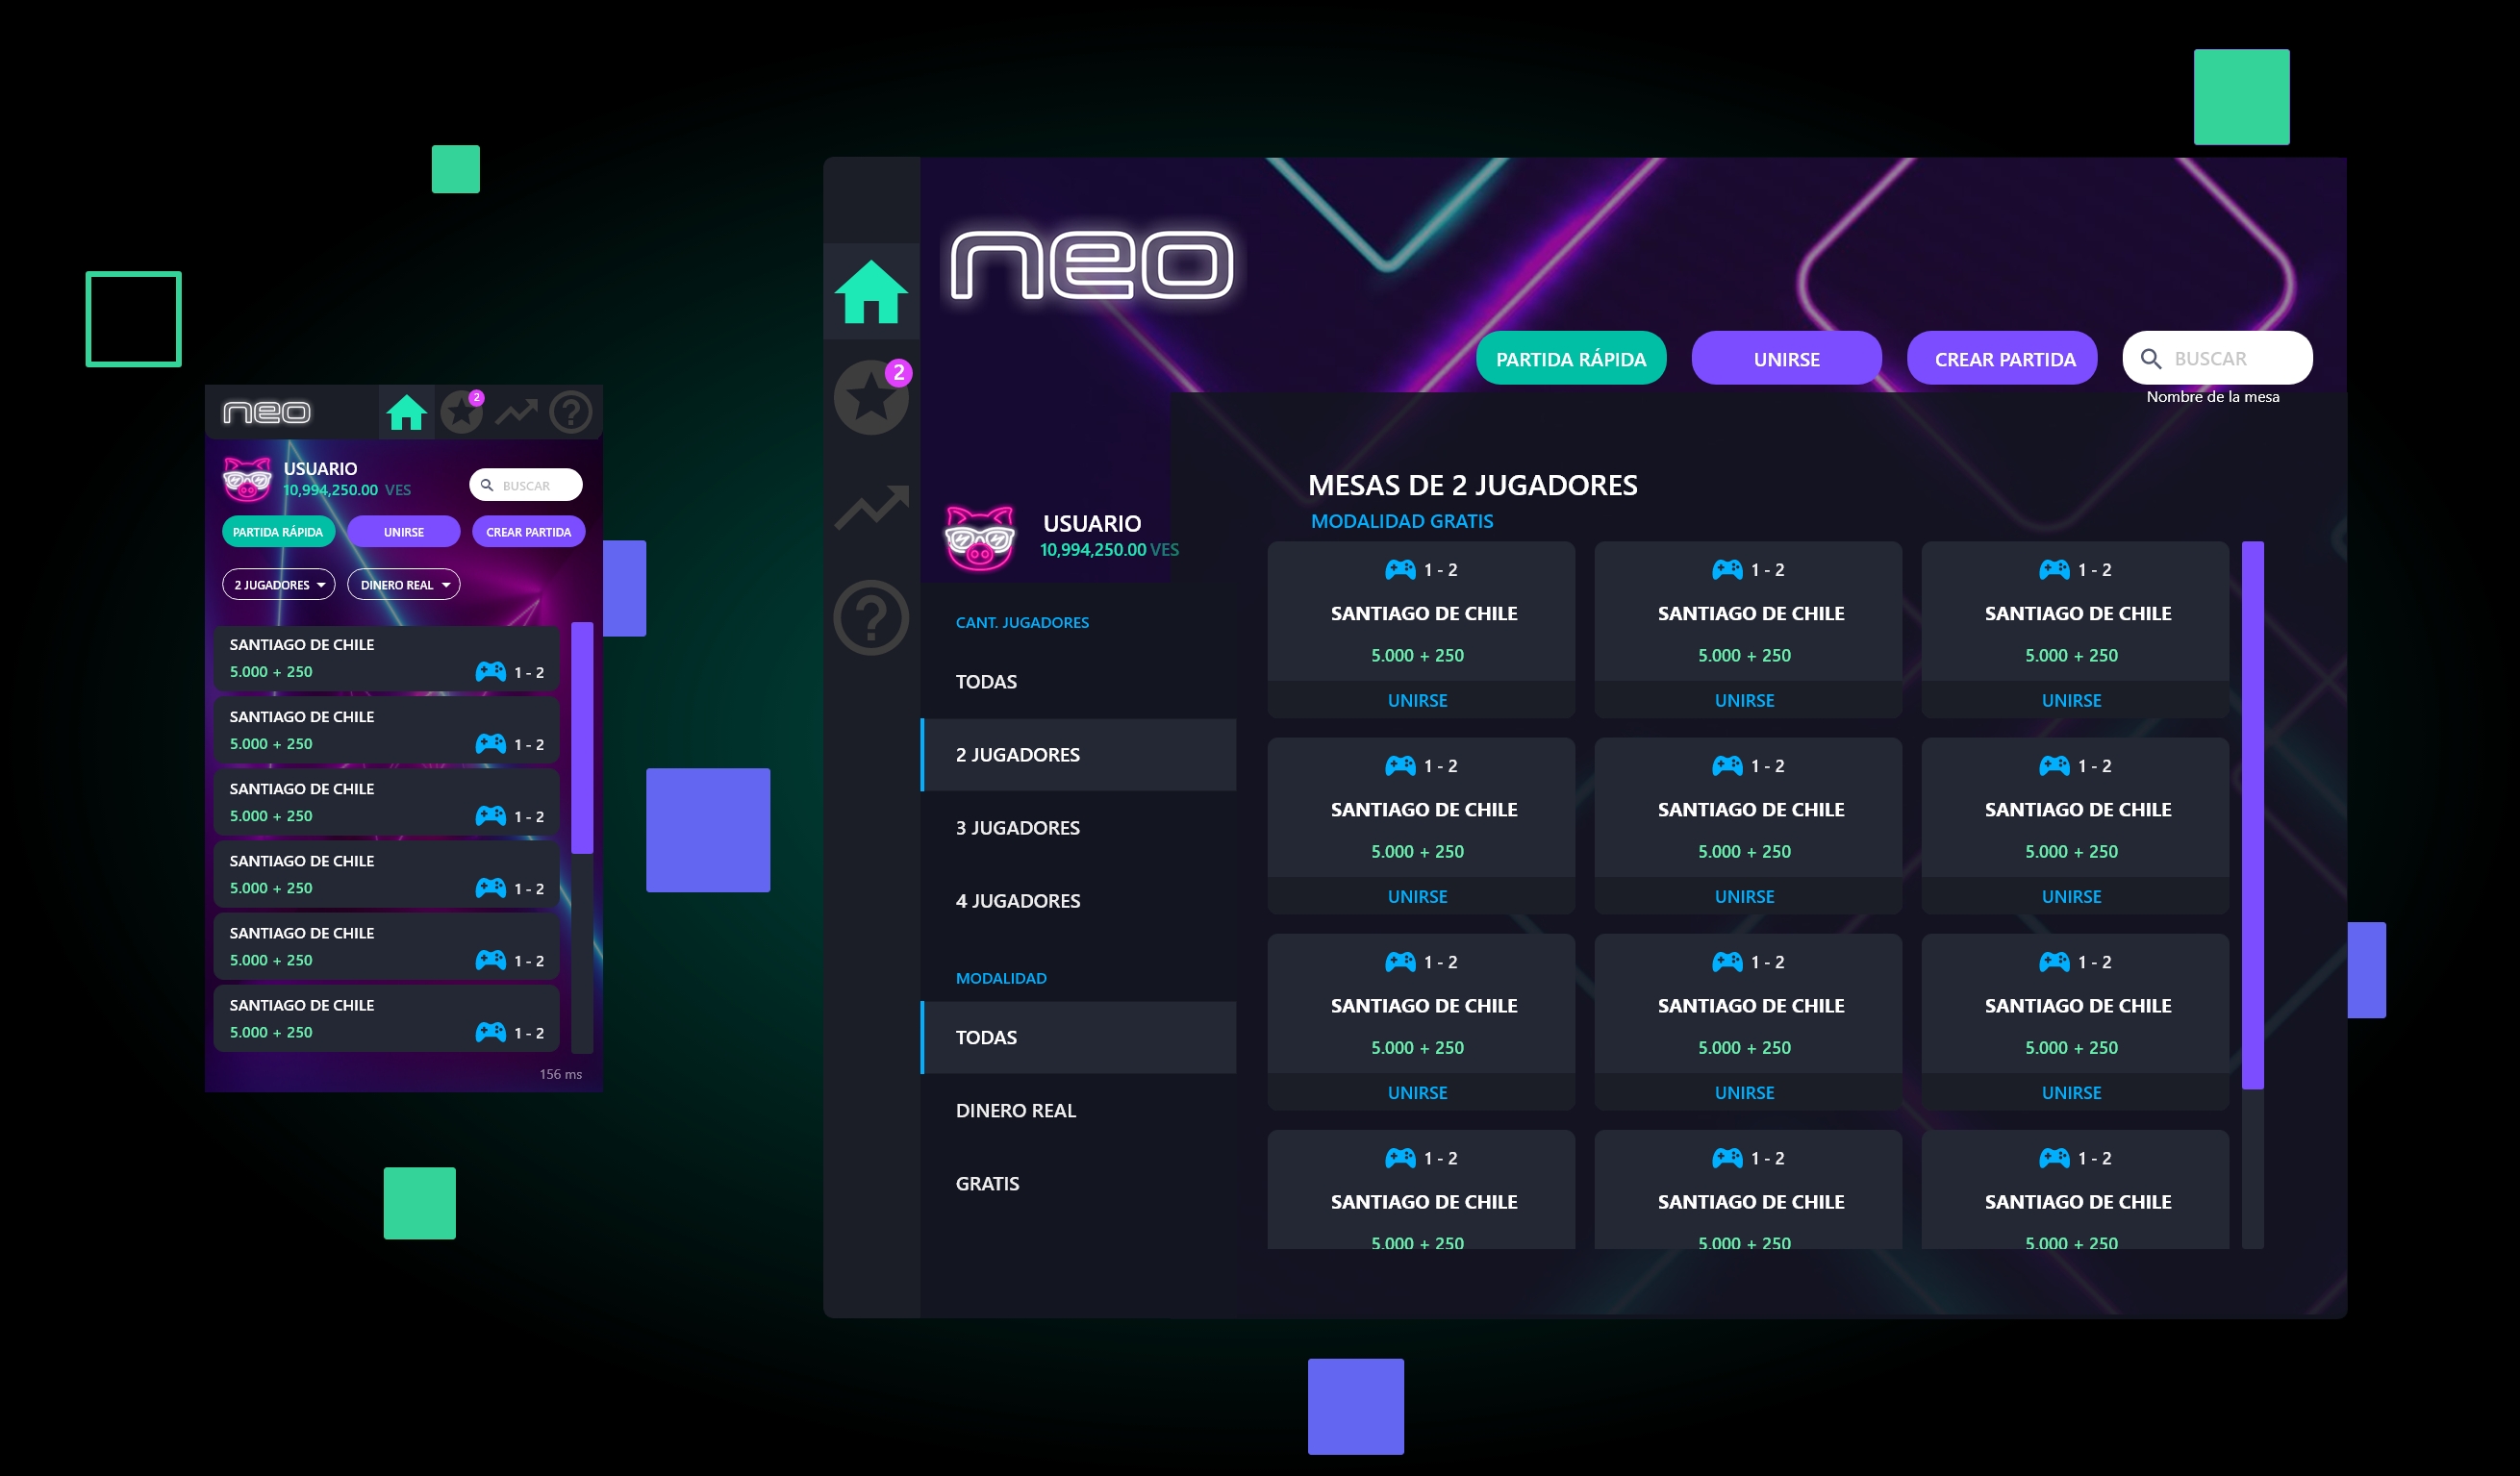 neo
2
USUARIO
10,994,250.00 VES
BUSCAR
PARTIDA RÁPIDA
UNIRSE
CREAR PARTIDA
2 JUGADORES
DINERO REAL
SANTIAGO DE CHILE
5.000 + 250
1 - 2
SANTIAGO DE CHILE
5.000 + 250
1 - 2
SANTIAGO DE CHILE
5.000 + 250
1 - 2
SANTIAGO DE CHILE
5.000 + 250
1 - 2
SANTIAGO DE CHILE
5.000 + 250
1 - 2
SANTIAGO DE CHILE
5.000 + 250
1 - 2
156 ms
neo
2
PARTIDA RÁPIDA
UNIRSE
CREAR PARTIDA
BUSCAR
Nombre de la mesa
USUARIO
10,994,250.00 VES
CANT. JUGADORES
TODAS
2 JUGADORES
3 JUGADORES
4 JUGADORES
MODALIDAD
TODAS
DINERO REAL
GRATIS
MESAS DE 2 JUGADORES
MODALIDAD GRATIS
1 - 2
SANTIAGO DE CHILE
5.000 + 250
UNIRSE
1 - 2
SANTIAGO DE CHILE
5.000 + 250
UNIRSE
1 - 2
SANTIAGO DE CHILE
5.000 + 250
UNIRSE
1 - 2
SANTIAGO DE CHILE
5.000 + 250
UNIRSE
1 - 2
SANTIAGO DE CHILE
5.000 + 250
UNIRSE
1 - 2
SANTIAGO DE CHILE
5.000 + 250
UNIRSE
1 - 2
SANTIAGO DE CHILE
5.000 + 250
UNIRSE
1 - 2
SANTIAGO DE CHILE
5.000 + 250
UNIRSE
1 - 2
SANTIAGO DE CHILE
5.000 + 250
UNIRSE
1 - 2
SANTIAGO DE CHILE
5.000 + 250
1 - 2
SANTIAGO DE CHILE
5.000 + 250
1 - 2
SANTIAGO DE CHILE
5.000 + 250